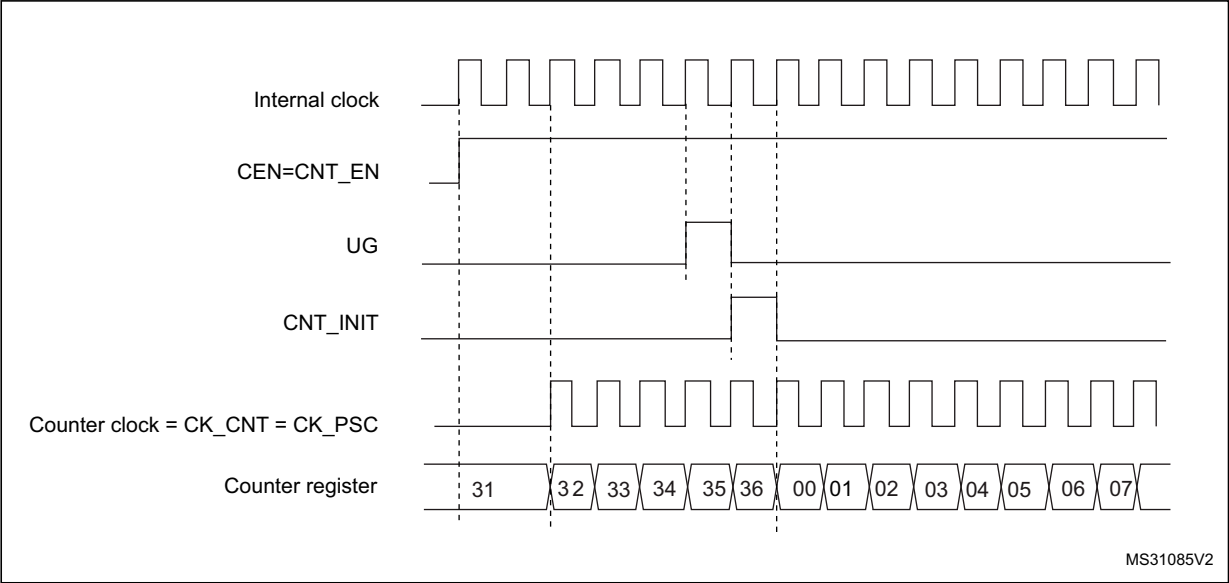 Internal clock
CEN=CNT_EN
UG
CNT_INIT
Counter clock = CK_CNT = CK_PSC
Counter register 31 32 33 34 35 36 00 01 02 03 04 05 06 07
MS31085V2